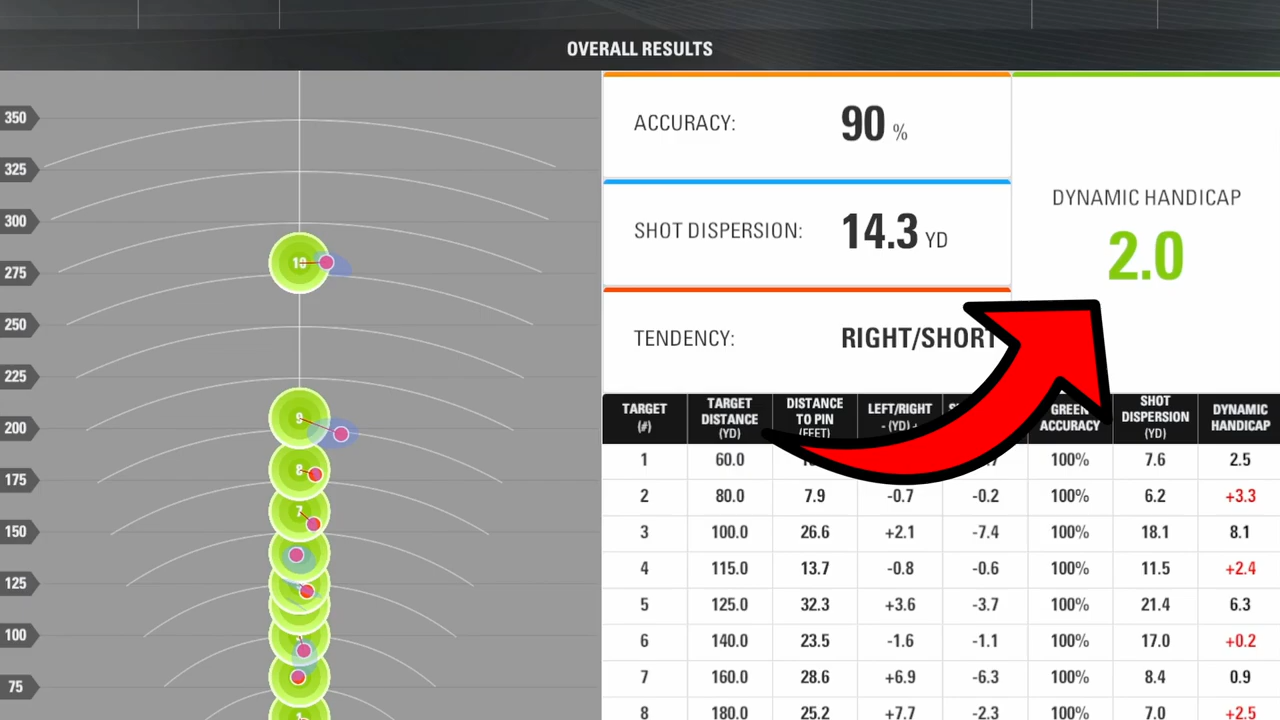 OVERALL RESULTS
350
325
300
275
250
225
200
175
150
125
100
75
10
9
8
7
ACCURACY: 90 %
SHOT DISPERSION: 14.3 YD
TENDENCY: RIGHT/SHORT
DYNAMIC HANDICAP
2.0
TARGET (#) TARGET DISTANCE (YD) DISTANCE TO PIN (FEET) LEFT/RIGHT - (YD) + GREEN ACCURACY SHOT DISPERSION (YD) DYNAMIC HANDICAP
1 60.0 100% 7.6 2.5
2 80.0 7.9 -0.7 -0.2 100% 6.2 +3.3
3 100.0 26.6 +2.1 -7.4 100% 18.1 8.1
4 115.0 13.7 -0.8 -0.6 100% 11.5 +2.4
5 125.0 32.3 +3.6 -3.7 100% 21.4 6.3
6 140.0 23.5 -1.6 -1.1 100% 17.0 +0.2
7 160.0 28.6 +6.9 -6.3 100% 8.4 0.9
8 180.0 25.2 +7.7 -2.3 100% 7.0 +2.5